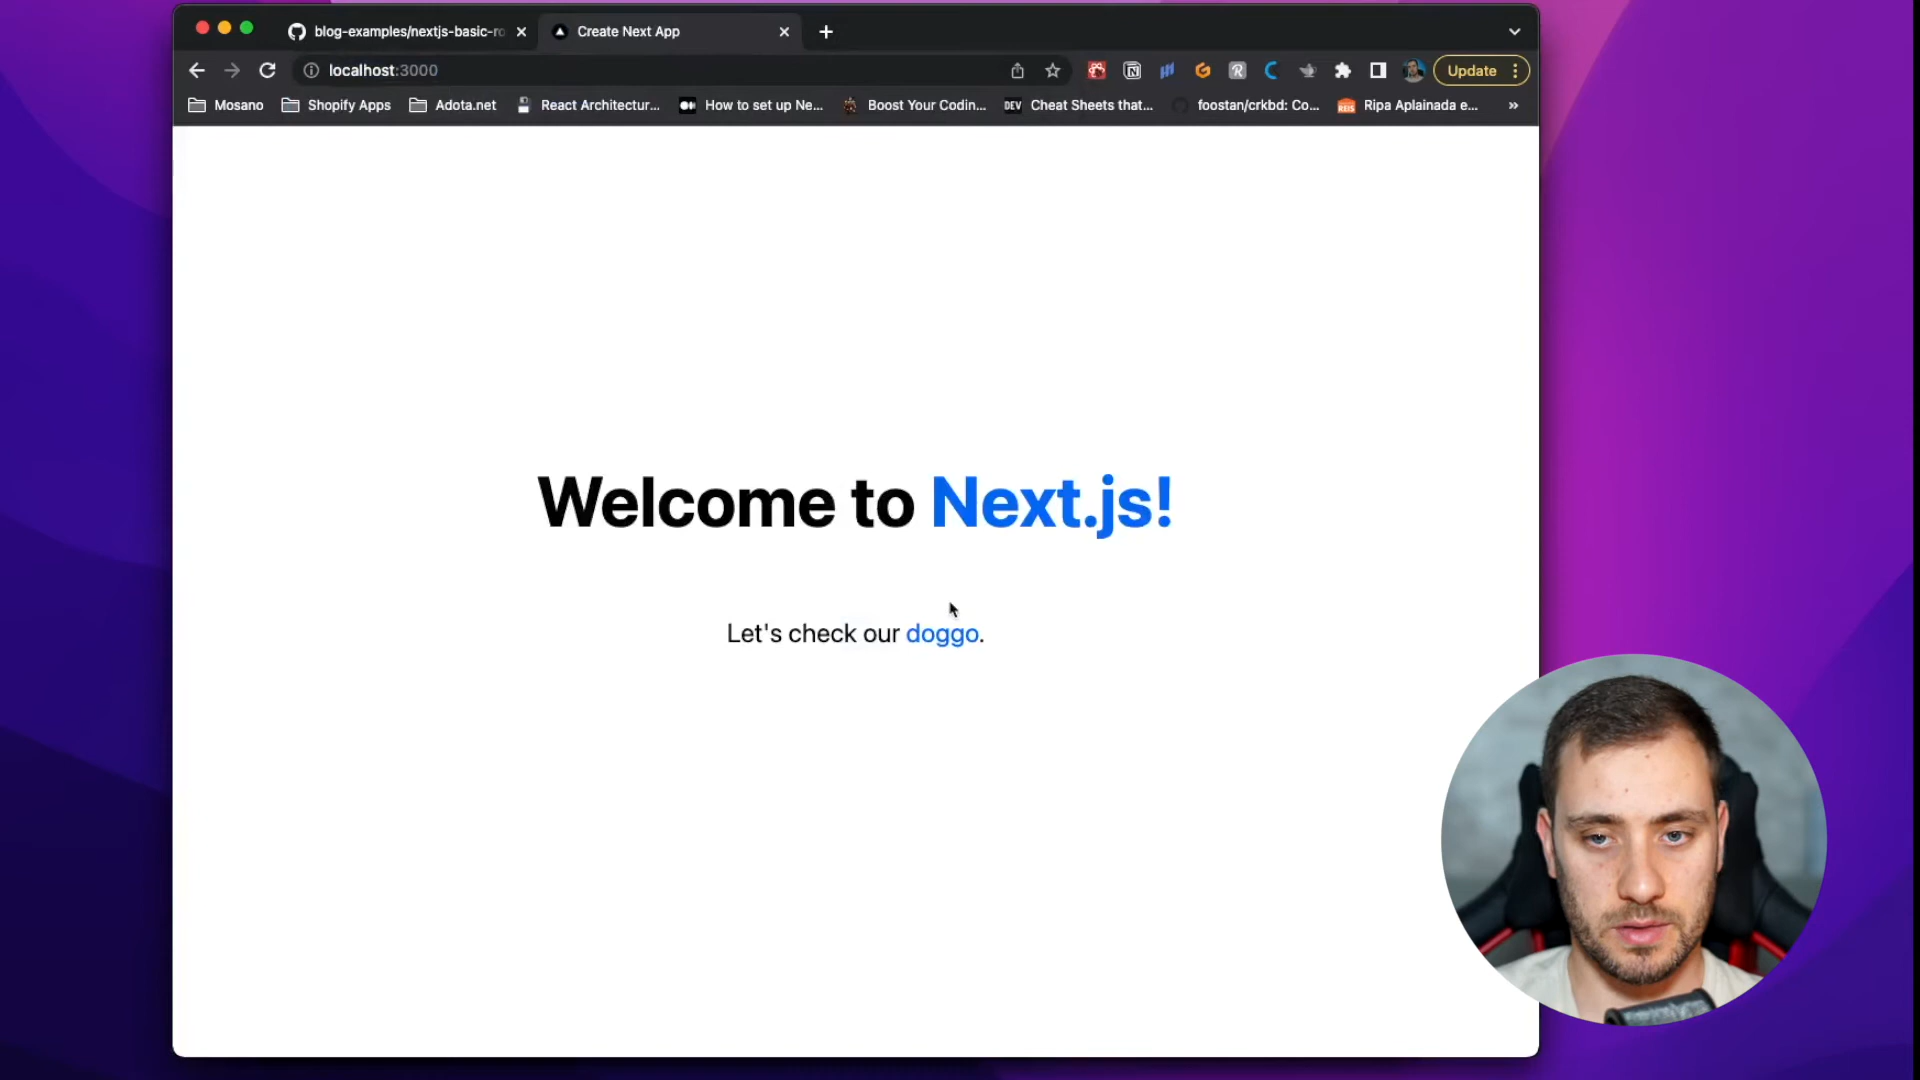 blog-examples/nextjs-basic-ro
Create Next App
localhost:3000
Update
Mosano
Shopify Apps
Adota.net
React Architectur...
How to set up Ne...
Boost Your Codin...
DEV
Cheat Sheets that...
foostan/crkbd: Co...
REIS
Ripa Aplainada e...
»
Welcome to Next.js!
Let's check our doggo.